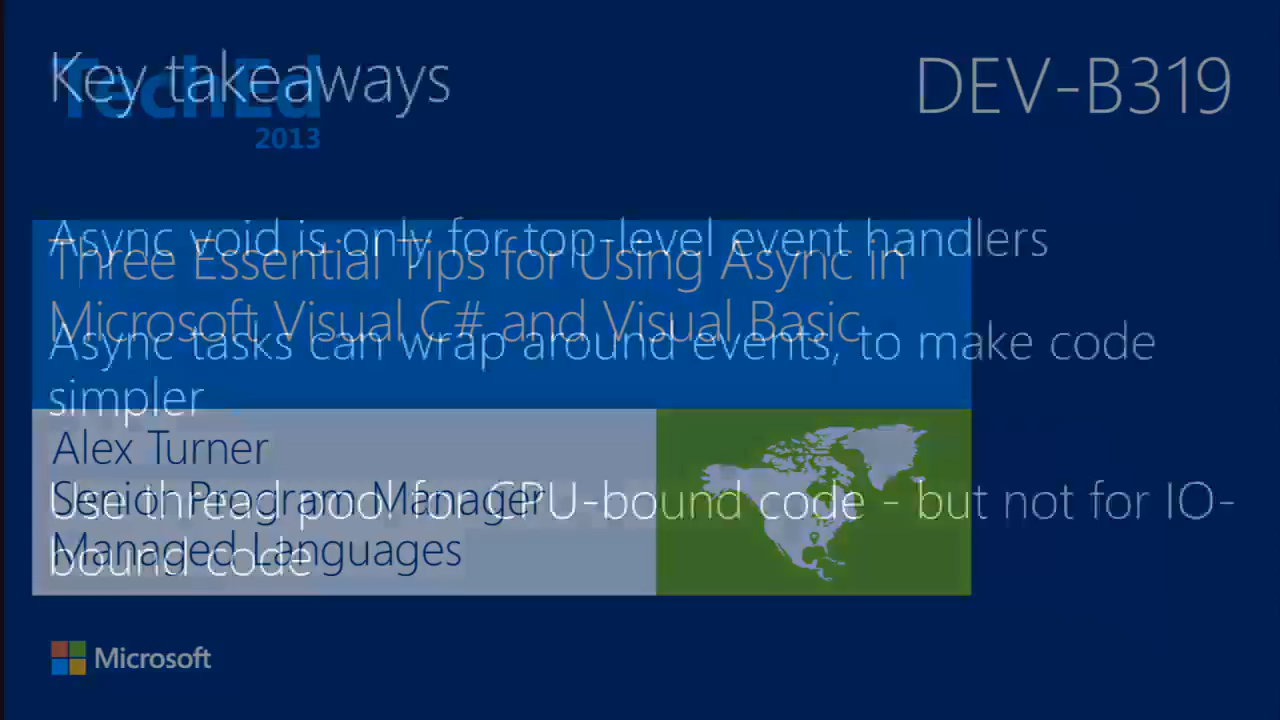 Key takeaways
TechEd
2013
DEV-B319
Async void is only for top-level event handlers
Three Essential Tips for Using Async in
Microsoft Visual C# and Visual Basic
Async tasks can wrap around events, to make code
simpler
Alex Turner
Senior Program Manager
Use thread pool for CPU-bound code - but not for IO-
Managed Languages
bound code
Microsoft